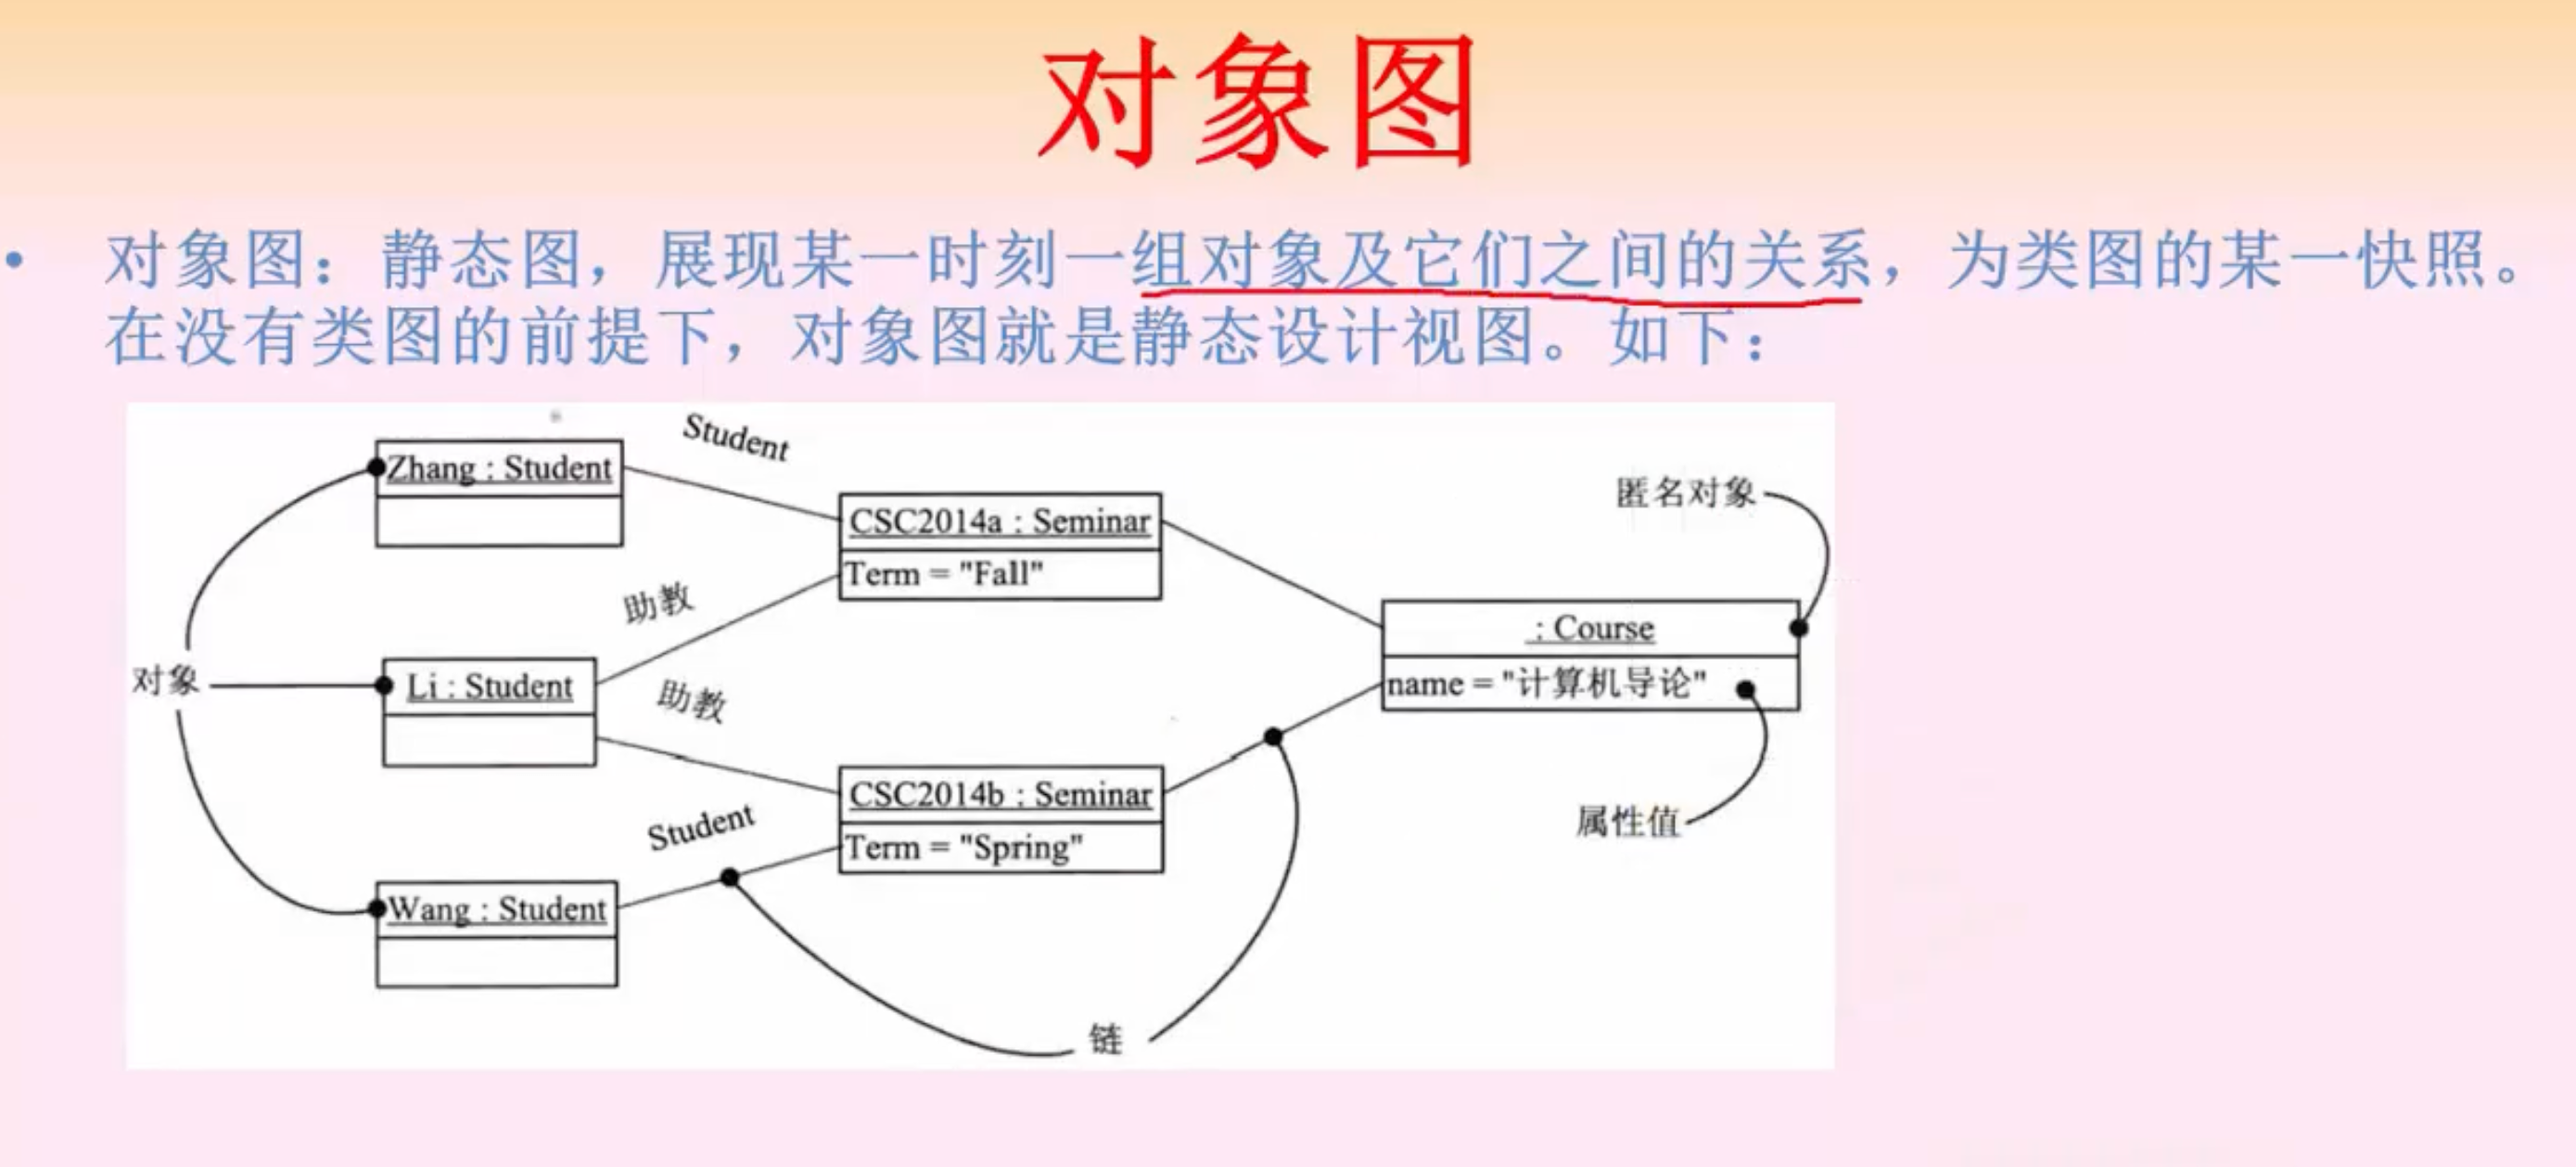 对象图
• 对象图：静态图，展现某一时刻一组对象及它们之间的关系，为类图的某一快照。
在没有类图的前提下，对象图就是静态设计视图。如下：
Student
Zhang : Student
匿名对象
CSC2014a : Seminar
Term = "Fall"
助教
: Course
对象
Li : Student
助教
name = "计算机导论"
CSC2014b : Seminar
Student
属性值
Term = "Spring"
Wang : Student
链